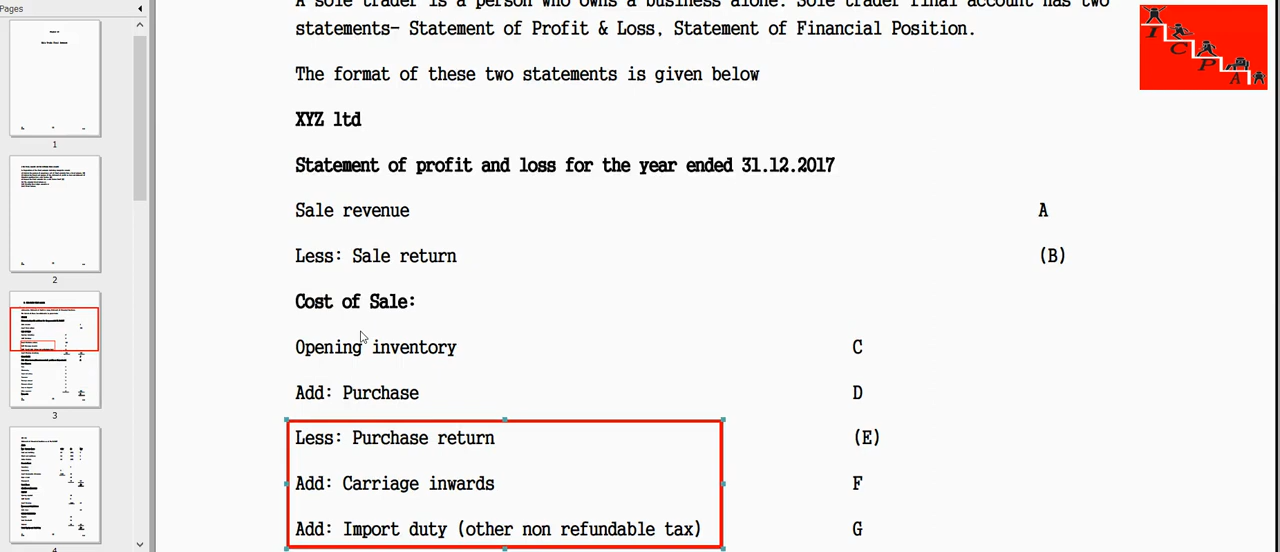 Pages
A sole trader is a person who owns a business alone. Sole trader final account has two
statements- Statement of Profit & Loss, Statement of Financial Position.
The format of these two statements is given below
XYZ ltd
Statement of profit and loss for the year ended 31.12.2017
Sale revenue A
Less: Sale return (B)
Cost of Sale:
Opening inventory C
Add: Purchase D
Less: Purchase return (E)
Add: Carriage inwards F
Add: Import duty (other non refundable tax) G
1
2
3
4
I
C
P
A